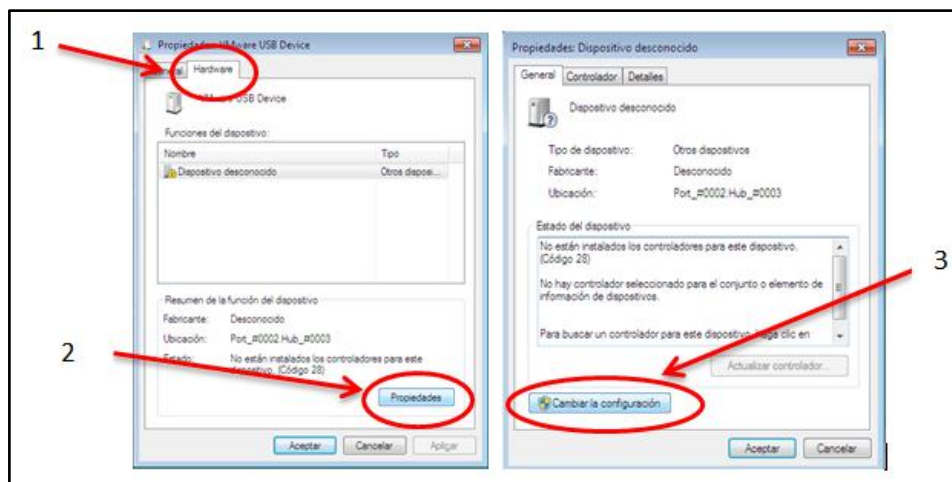 1
Propiedades: VMware USB Device
General
Hardware
VMware USB Device
Funciones del dispositivo:
Nombre Tipo
Dispositivo desconocido Otros disposi...
Resumen de la función del dispositivo
Fabricante: Desconocido
Ubicación: Port_#0002.Hub_#0003
Estado: No están instalados los controladores para este
dispositivo. (Código 28)
2
Propiedades
Aceptar Cancelar Aplicar
Propiedades: Dispositivo desconocido
General Controlador Detalles
Dispositivo desconocido
Tipo de dispositivo: Otros dispositivos
Fabricante: Desconocido
Ubicación: Port_#0002.Hub_#0003
Estado del dispositivo
No están instalados los controladores para este dispositivo.
(Código 28)
No hay controlador seleccionado para el conjunto o elemento de
información de dispositivos.
Para buscar un controlador para este dispositivo, haga clic en
3
Actualizar controlador...
Cambiar la configuración
Aceptar Cancelar